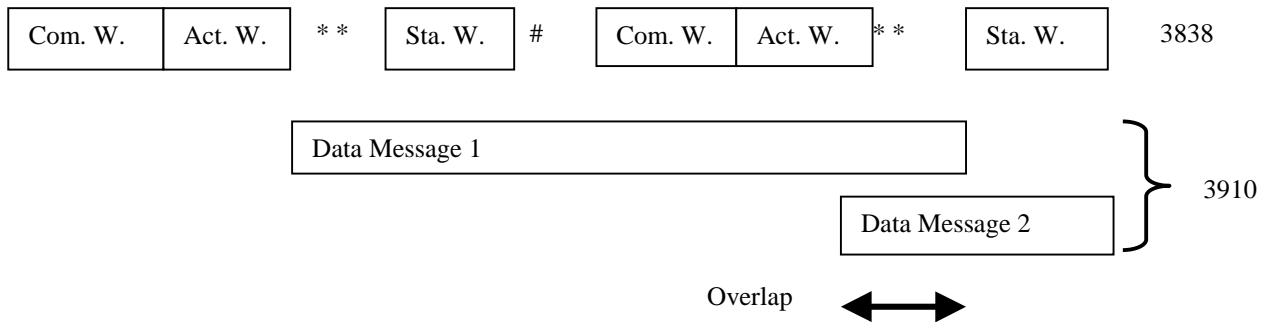 Com. W. Act. W. * * Sta. W. # Com. W. Act. W. * * Sta. W. 3838
Data Message 1
3910
Data Message 2
Overlap